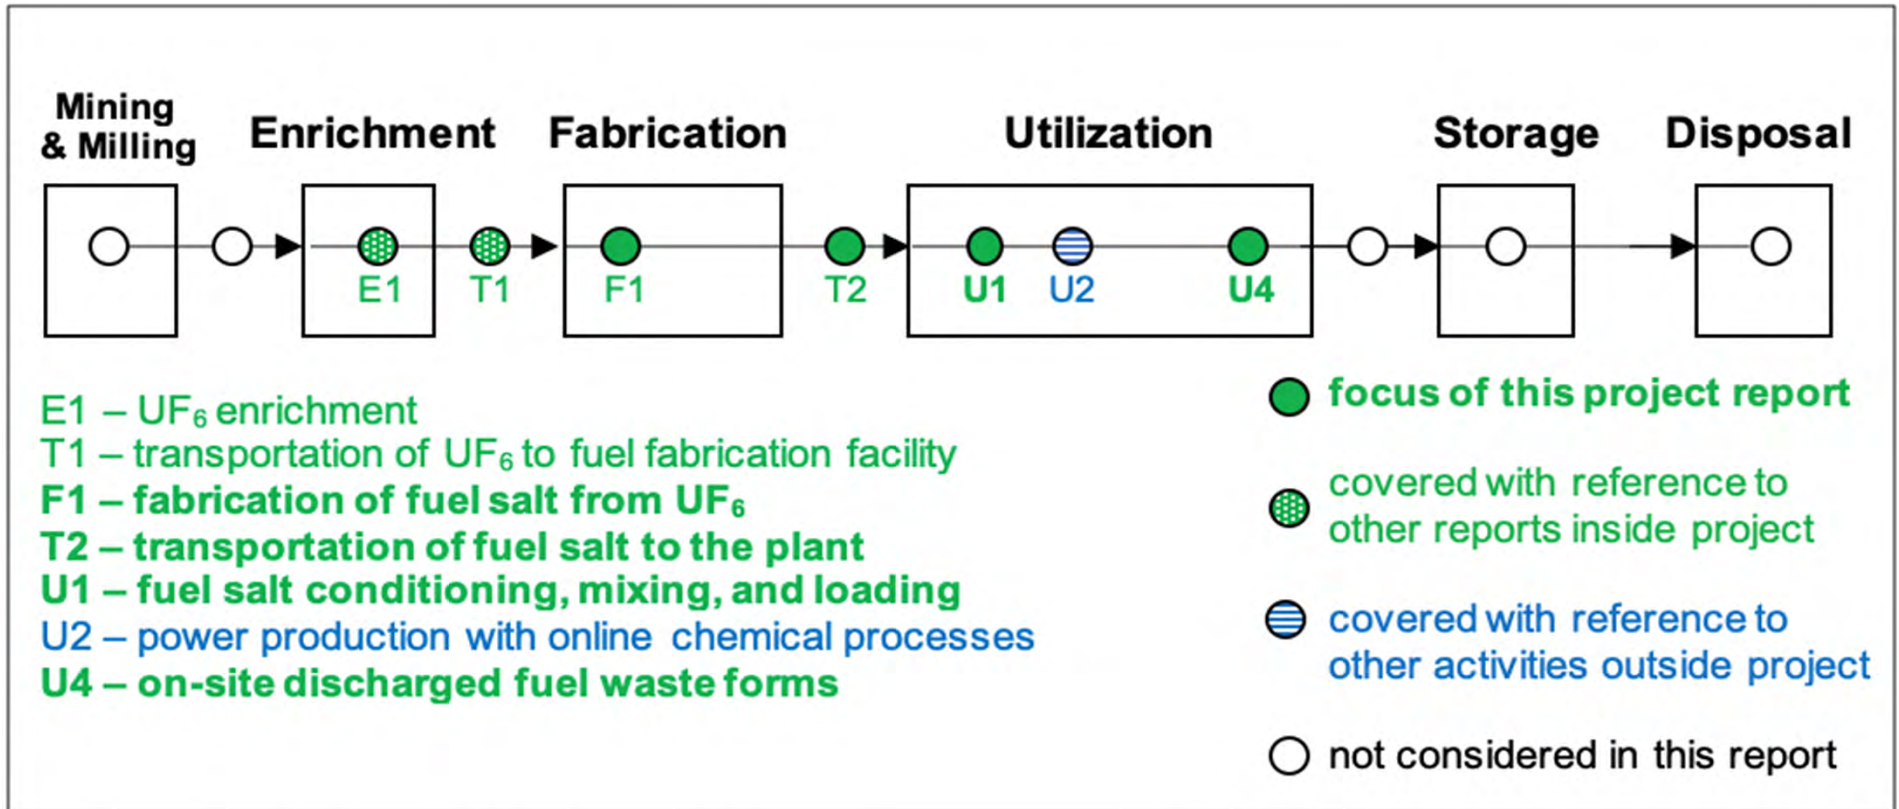 Mining
& Milling
Enrichment
Fabrication
Utilization
Storage
Disposal
E1
T1
F1
T2
U1
U2
U4
E1 – UF₆ enrichment
T1 – transportation of UF₆ to fuel fabrication facility
F1 – fabrication of fuel salt from UF₆
T2 – transportation of fuel salt to the plant
U1 – fuel salt conditioning, mixing, and loading
U2 – power production with online chemical processes
U4 – on-site discharged fuel waste forms
focus of this project report
covered with reference to
other reports inside project
covered with reference to
other activities outside project
not considered in this report